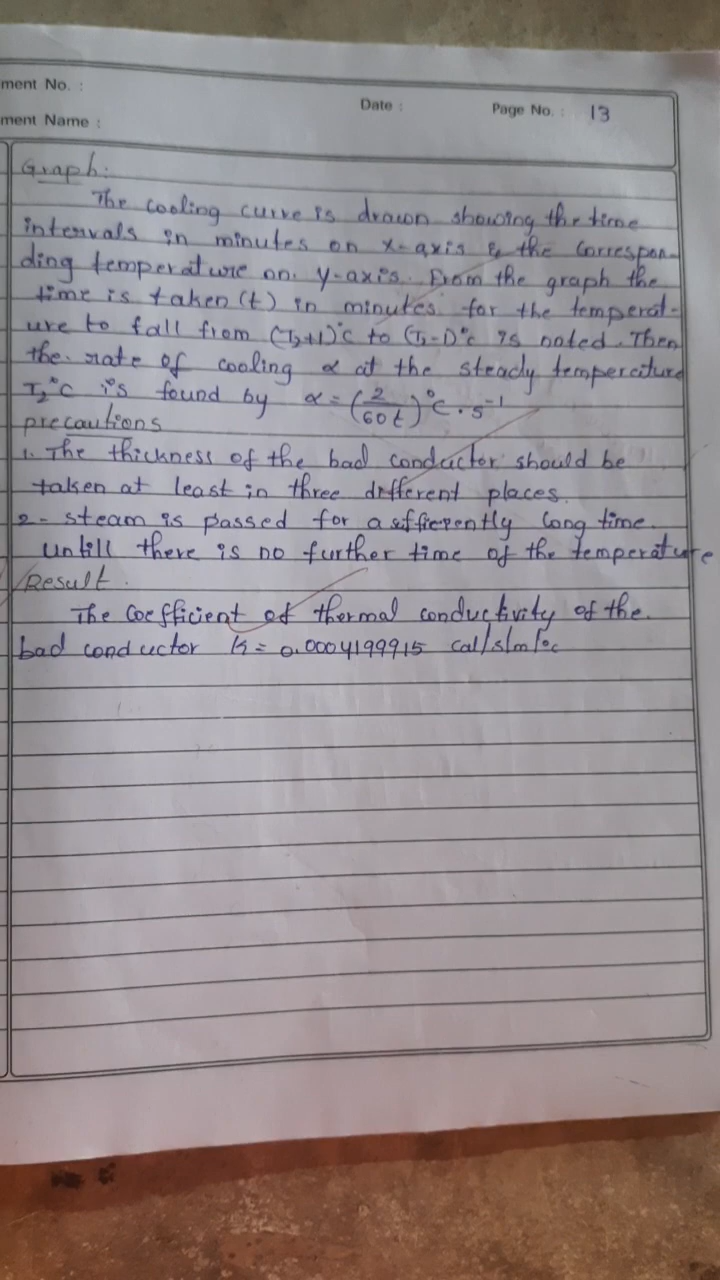 ment No. :
Date :
Page No. : 13
ment Name :
Graph:
The cooling curve is drawn showing the time
intervals in minutes on x-axis & the correspon-
ding temperature on y-axis. From the graph the
time is taken (t) in minutes for the temperat-
ure to fall from (T₂+1)°c to (T₂-1)°c is noted. Then
the rate of cooling α at the steady temperature
T₂°C is found by α = (2/60t)°C . s⁻¹
precautions
1. The thickness of the bad conductor should be
taken at least in three different places.
2- steam is passed for a sifficiently long time
untill there is no further time of the temperature
Result.
The coefficient of thermal conductivity of the
bad conductor K = 0.0004199915 cal/s/m/°c